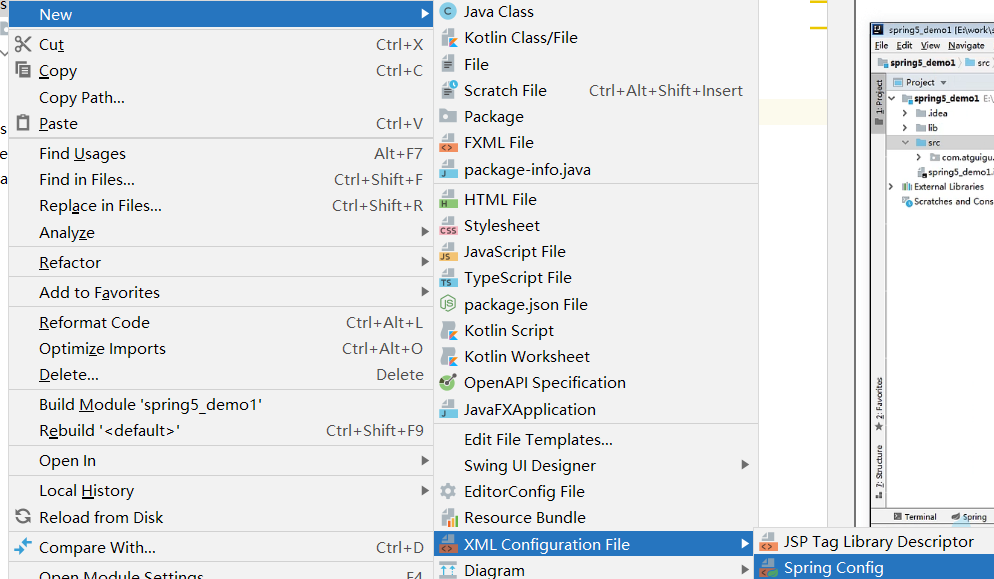 New
Cut Ctrl+X
Copy Ctrl+C
Copy Path...
Paste Ctrl+V
Find Usages Alt+F7
Find in Files... Ctrl+Shift+F
Replace in Files... Ctrl+Shift+R
Analyze
Refactor
Add to Favorites
Reformat Code Ctrl+Alt+L
Optimize Imports Ctrl+Alt+O
Delete... Delete
Build Module 'spring5_demo1'
Rebuild '<default>' Ctrl+Shift+F9
Open In
Local History
Reload from Disk
Compare With... Ctrl+D
Open Module Settings F4
Java Class
Kotlin Class/File
File
Scratch File Ctrl+Alt+Shift+Insert
Package
FXML File
package-info.java
HTML File
Stylesheet
JavaScript File
TypeScript File
package.json File
Kotlin Script
Kotlin Worksheet
OpenAPI Specification
JavaFXApplication
Edit File Templates...
Swing UI Designer
EditorConfig File
Resource Bundle
XML Configuration File
Diagram
JSP Tag Library Descriptor
Spring Config
spring5_demo1 [E:\work\s
File Edit View Navigate
spring5_demo1 src
Project
spring5_demo1 E:\
.idea
lib
src
com.atguigu.
spring5_demo1.i
External Libraries
Scratches and Cons
1: Project
2: Favorites
7: Structure
Terminal Spring